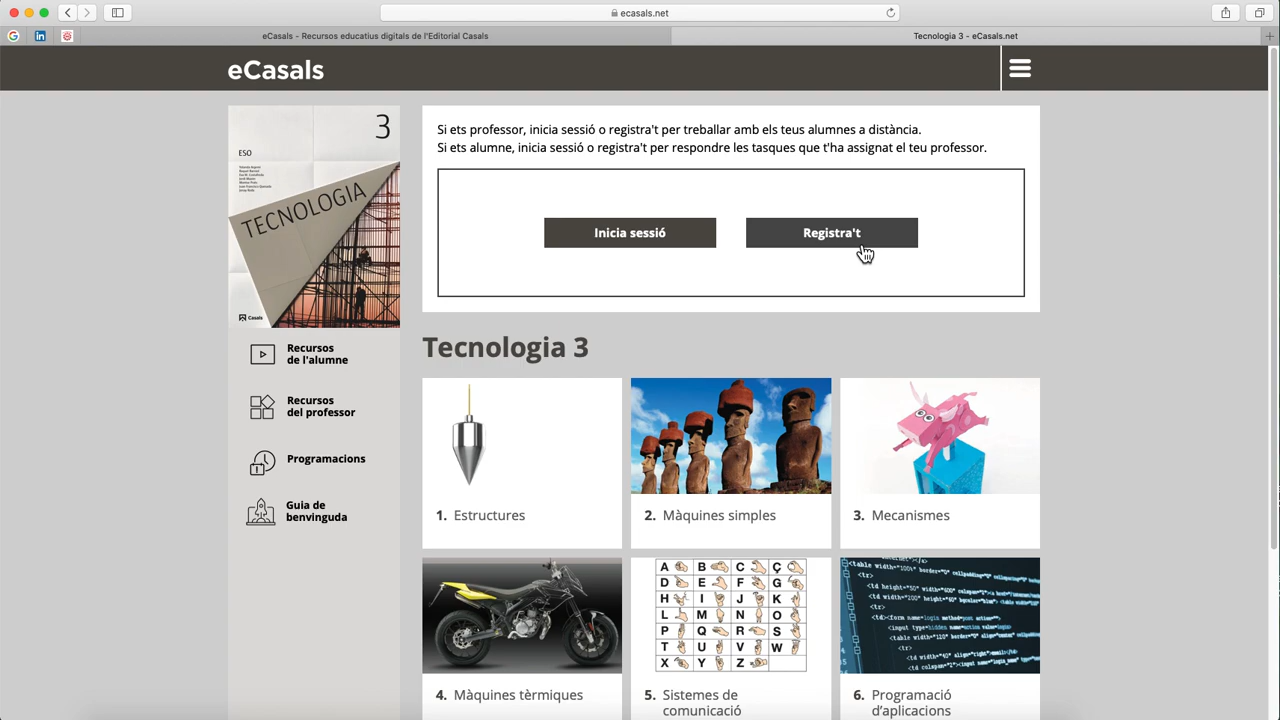 ecasals.net
eCasals - Recursos educatius digitals de l'Editorial Casals
Tecnologia 3 - eCasals.net
eCasals
3
ESO
TECNOLOGIA
Casals
Si ets professor, inicia sessió o registra't per treballar amb els teus alumnes a distància.
Si ets alumne, inicia sessió o registra't per respondre les tasques que t'ha assignat el teu professor.
Inicia sessió
Registra't
Recursos
de l'alumne
Recursos
del professor
Programacions
Guia de
benvinguda
Tecnologia 3
1. Estructures
2. Màquines simples
3. Mecanismes
A B C Ç
D E F G
H I J K
L M N O
P Q R S
T U V W
X Y Z
4. Màquines tèrmiques
5. Sistemes de
comunicació
6. Programació
d'aplicacions